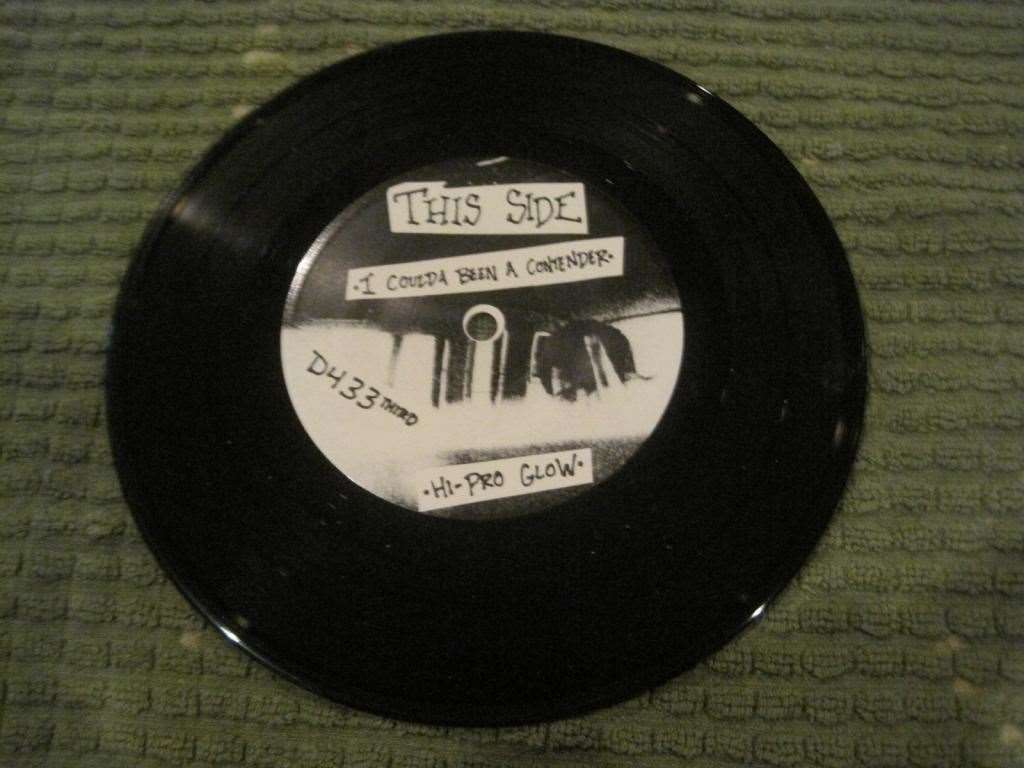 THIS SIDE
·I COULDA BEEN A CONTENDER·
D433 THIRD
·HI-PRO GLOW·